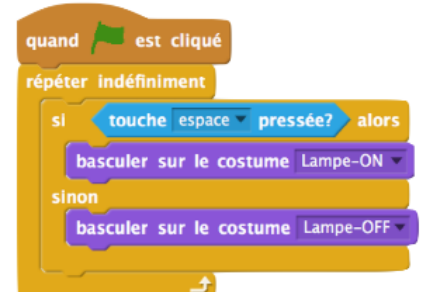 quand est cliqué
répéter indéfiniment
si touche espace pressée? alors
basculer sur le costume Lampe-ON
sinon
basculer sur le costume Lampe-OFF